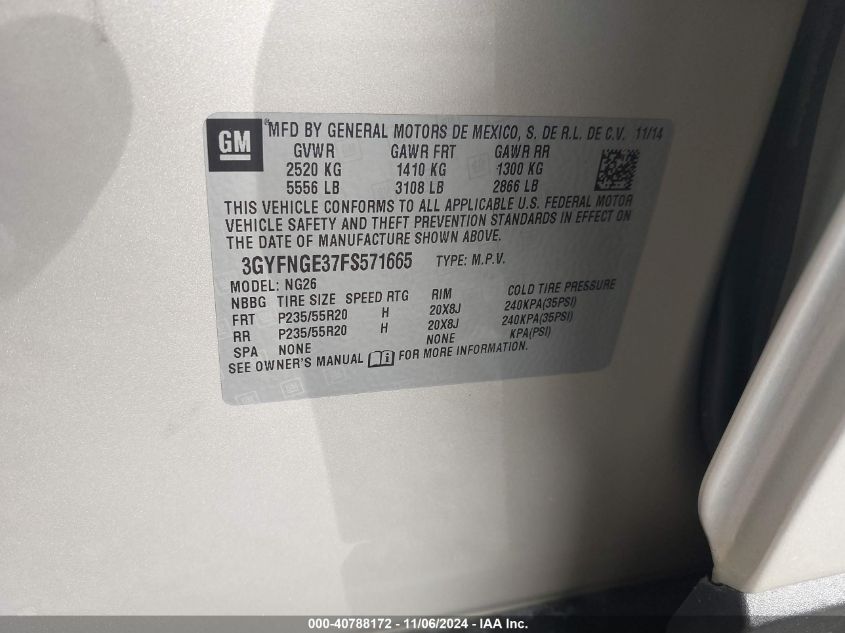 GM ® MFD BY GENERAL MOTORS DE MEXICO, S. DE R.L. DE C.V. 11/14
GVWR GAWR FRT GAWR RR
2520 KG 1410 KG 1300 KG
5556 LB 3108 LB 2866 LB
THIS VEHICLE CONFORMS TO ALL APPLICABLE U.S. FEDERAL MOTOR
VEHICLE SAFETY AND THEFT PREVENTION STANDARDS IN EFFECT ON
THE DATE OF MANUFACTURE SHOWN ABOVE.
3GYFNGE37FS571665 TYPE: M.P.V.
MODEL: NG26
NBBG TIRE SIZE SPEED RTG RIM COLD TIRE PRESSURE
FRT P235/55R20 H 20X8J 240KPA(35PSI)
RR P235/55R20 H 20X8J 240KPA(35PSI)
SPA NONE NONE KPA(PSI)
SEE OWNER'S MANUAL FOR MORE INFORMATION.
000-40788172 - 11/06/2024 - IAA Inc.